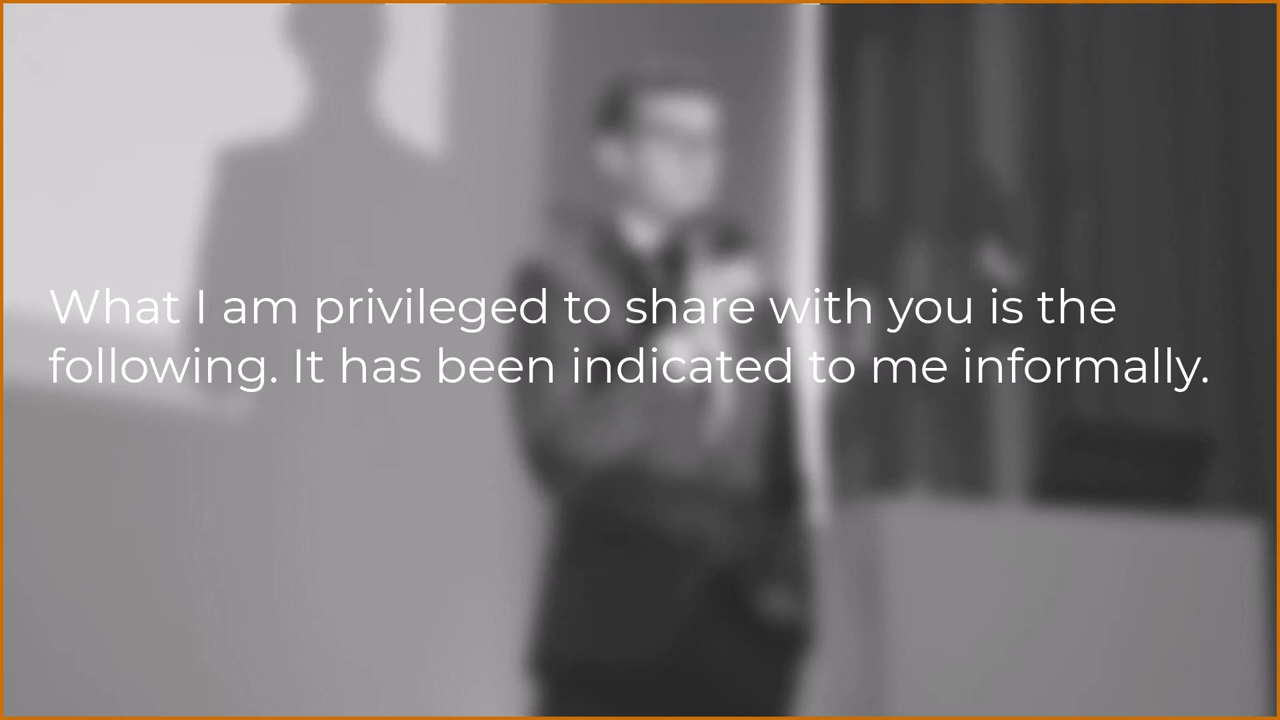 What I am privileged to share with you is the
following. It has been indicated to me informally.